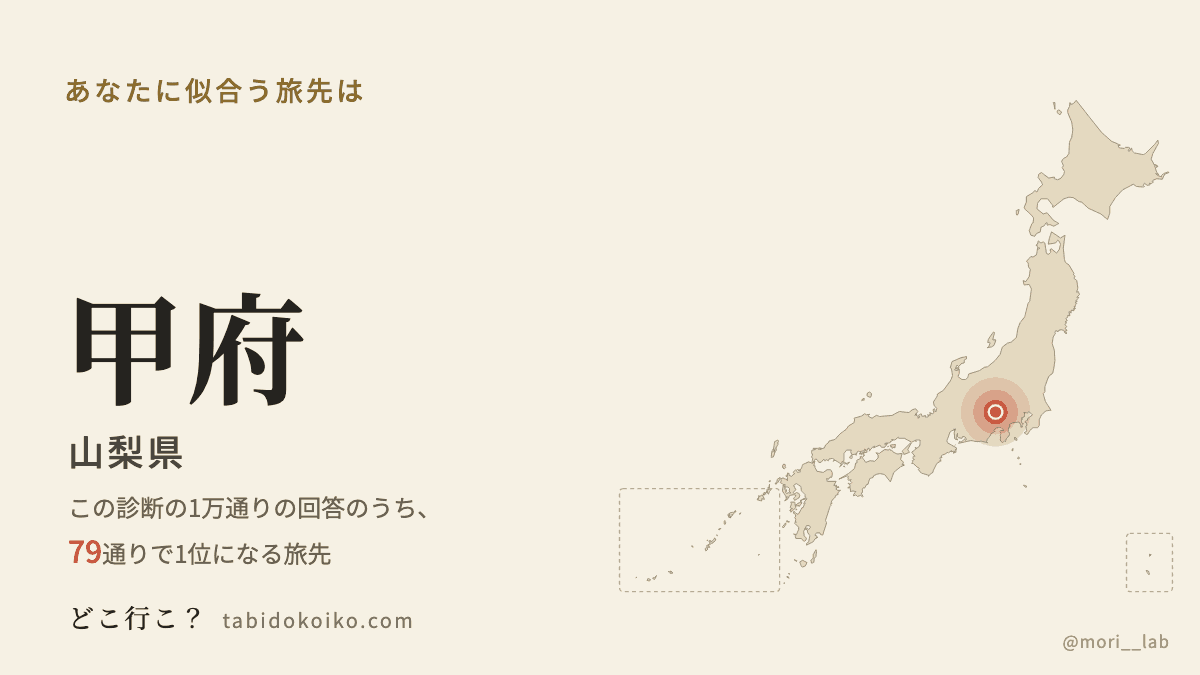 あなたに似合う旅先は
甲府
山梨県
この診断の1万通りの回答のうち、
79通りで1位になる旅先
どこ行こ？ tabidokoiko.com
@mori__lab